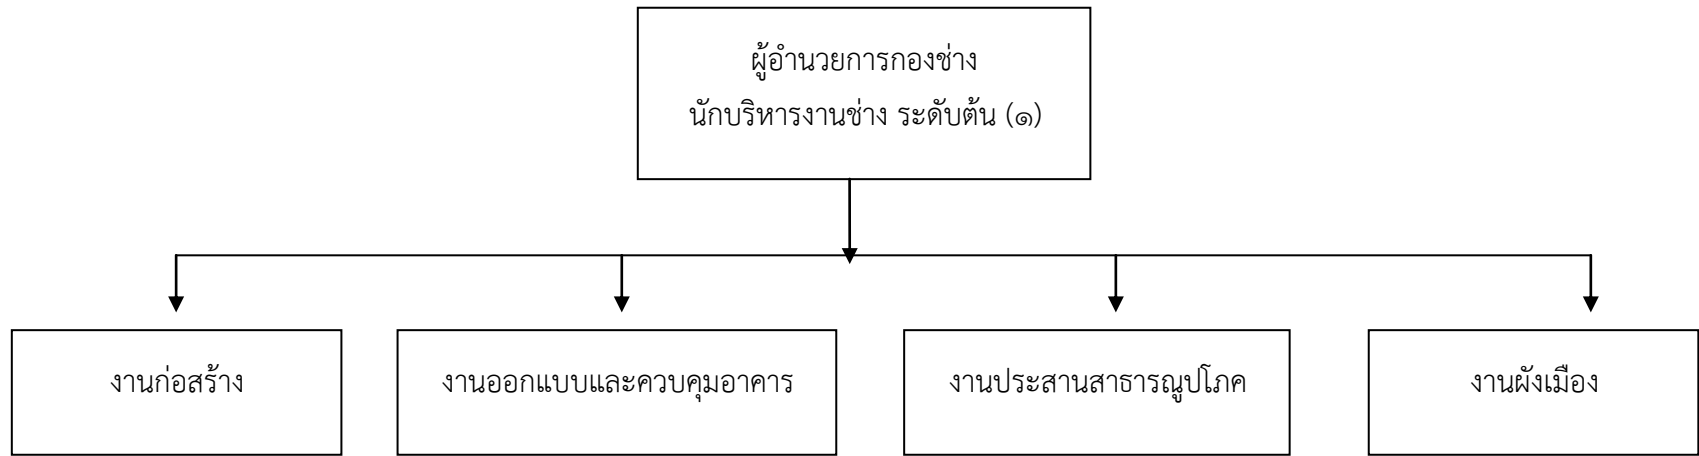 ผู้อำนวยการกองช่าง
นักบริหารงานช่าง ระดับต้น (๑)
งานก่อสร้าง
งานออกแบบและควบคุมอาคาร
งานประสานสาธารณูปโภค
งานผังเมือง